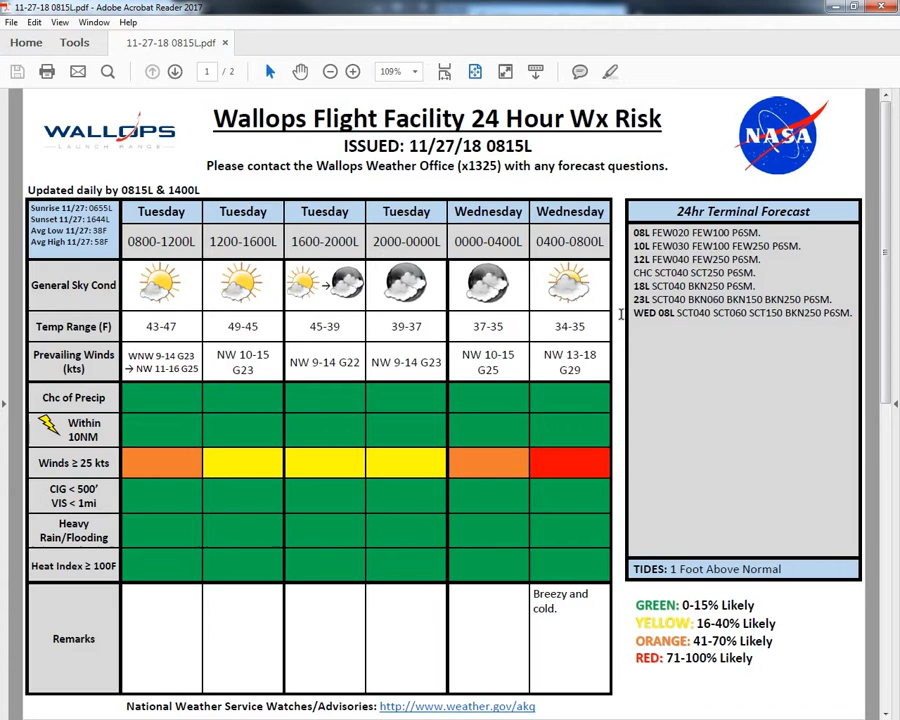 11-27-18 0815L.pdf - Adobe Acrobat Reader 2017
File Edit View Window Help
Home Tools 11-27-18 0815L.pdf ×
1 / 2 109%
WALLOPS
LAUNCH RANGE
Wallops Flight Facility 24 Hour Wx Risk
ISSUED: 11/27/18 0815L
Please contact the Wallops Weather Office (x1325) with any forecast questions.
NASA
Updated daily by 0815L & 1400L
Sunrise 11/27: 0655L
Sunset 11/27: 1644L
Avg Low 11/27: 38F
Avg High 11/27: 58F
Tuesday Tuesday Tuesday Tuesday Wednesday Wednesday
0800-1200L 1200-1600L 1600-2000L 2000-0000L 0000-0400L 0400-0800L
General Sky Cond
Temp Range (F) 43-47 49-45 45-39 39-37 37-35 34-35
Prevailing Winds (kts) WNW 9-14 G23 → NW 11-16 G25 NW 10-15 G23 NW 9-14 G22 NW 9-14 G23 NW 10-15 G25 NW 13-18 G29
Chc of Precip
Within
10NM
Winds ≥ 25 kts
CIG < 500'
VIS < 1mi
Heavy
Rain/Flooding
Heat Index ≥ 100F
Remarks Breezy and cold.
24hr Terminal Forecast
08L FEW020 FEW100 P6SM.
10L FEW030 FEW100 FEW250 P6SM.
12L FEW040 FEW250 P6SM.
CHC SCT040 SCT250 P6SM.
18L SCT040 BKN250 P6SM.
23L SCT040 BKN060 BKN150 BKN250 P6SM.
WED 08L SCT040 SCT060 SCT150 BKN250 P6SM.
TIDES: 1 Foot Above Normal
GREEN: 0-15% Likely
YELLOW: 16-40% Likely
ORANGE: 41-70% Likely
RED: 71-100% Likely
National Weather Service Watches/Advisories: http://www.weather.gov/akq